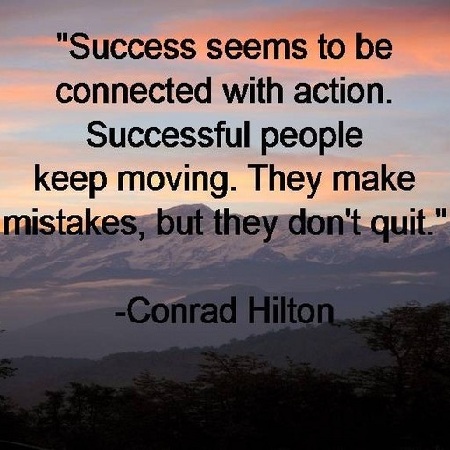 "Success seems to be
connected with action.
Successful people
keep moving. They make
mistakes, but they don't quit."
-Conrad Hilton